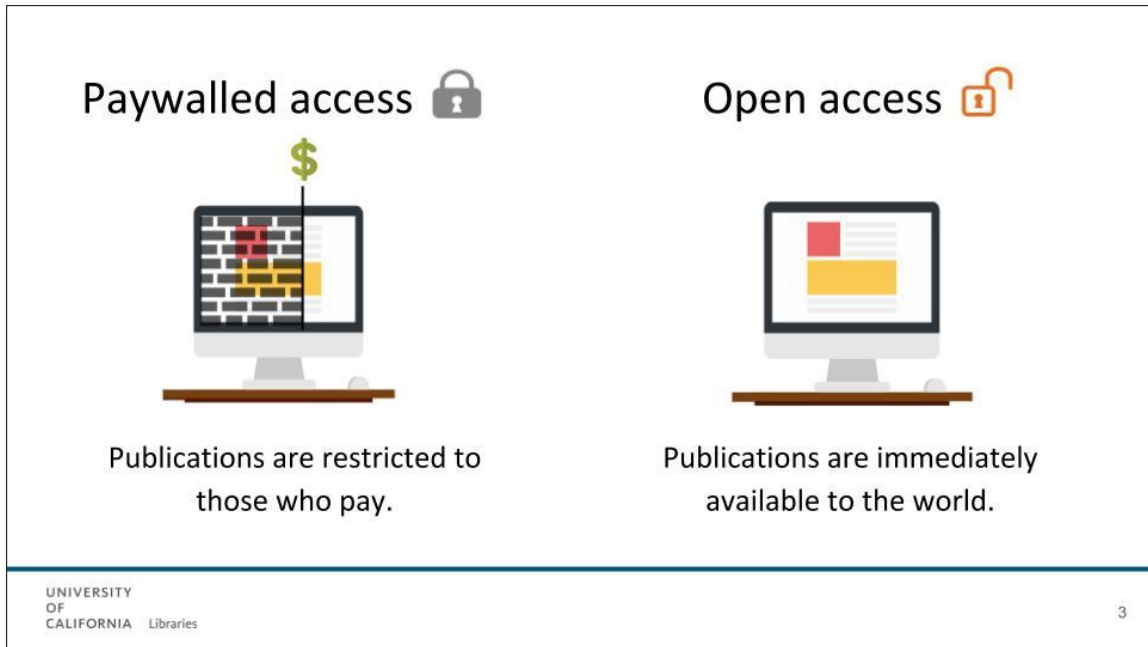 Paywalled access
Open access
$
Publications are restricted to
those who pay.
Publications are immediately
available to the world.
UNIVERSITY
OF
CALIFORNIA Libraries
3